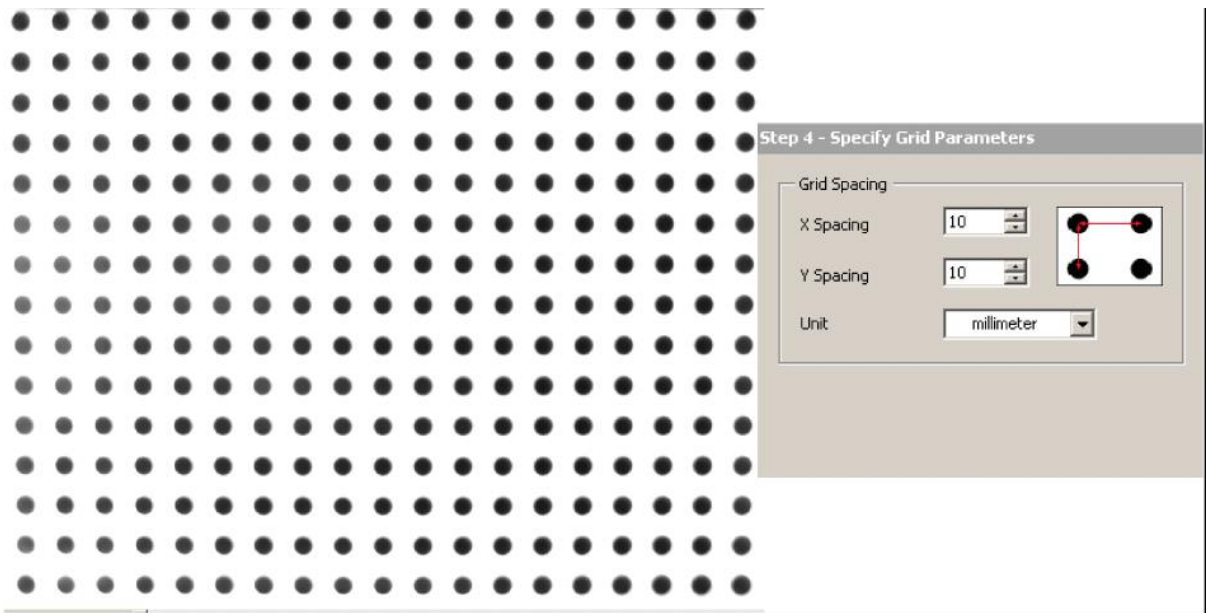 Step 4 - Specify Grid Parameters
Grid Spacing
X Spacing 10
Y Spacing 10
Unit millimeter